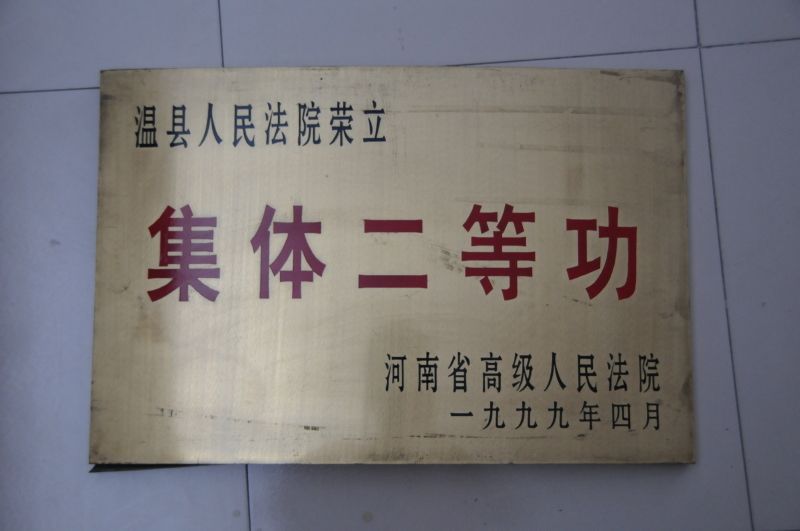 温县人民法院荣立
集体二等功
河南省高级人民法院
一九九九年四月